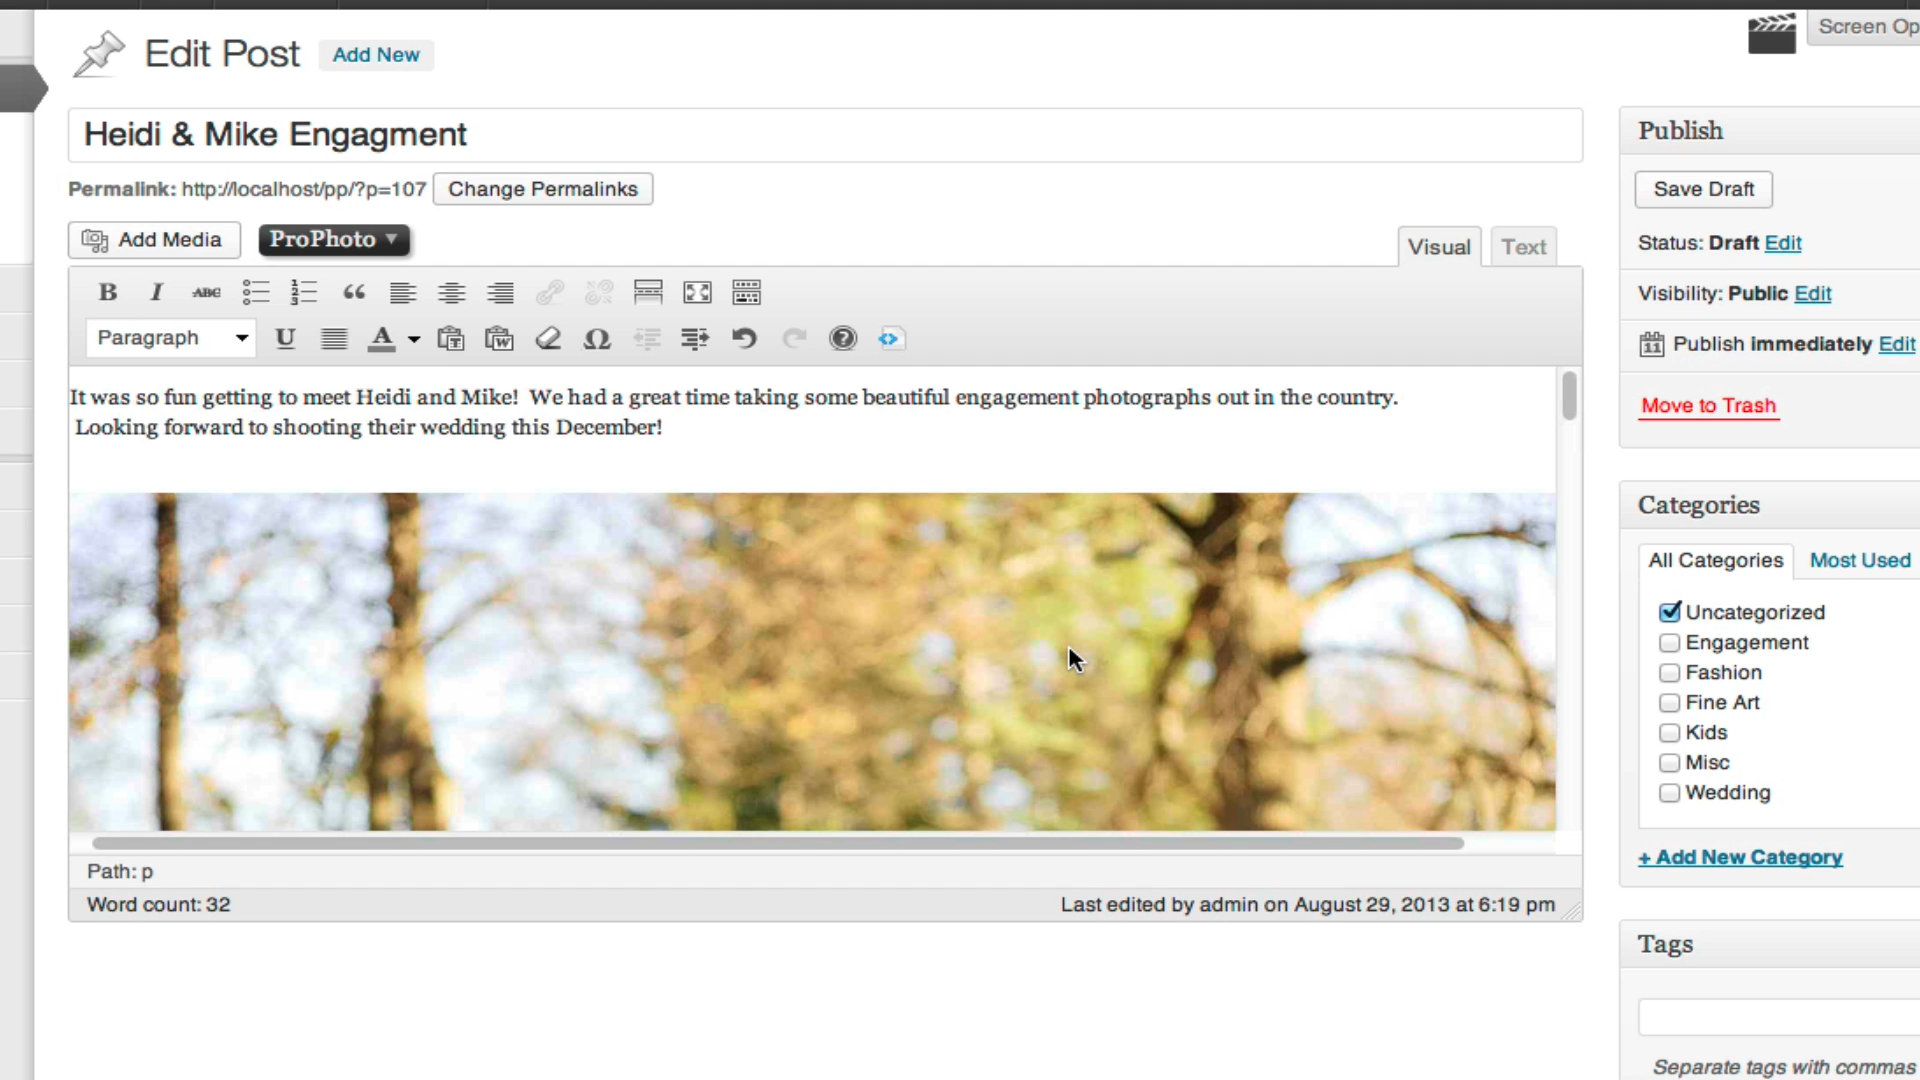 Edit Post Add New
Screen Op
Heidi & Mike Engagment
Permalink: http://localhost/pp/?p=107 Change Permalinks
Add Media ProPhoto
Visual Text
B I ABC
Paragraph U A
It was so fun getting to meet Heidi and Mike! We had a great time taking some beautiful engagement photographs out in the country.
Looking forward to shooting their wedding this December!
Path: p
Word count: 32 Last edited by admin on August 29, 2013 at 6:19 pm
Publish
Save Draft
Status: Draft Edit
Visibility: Public Edit
11 Publish immediately Edit
Move to Trash
Categories
All Categories Most Used
Uncategorized
Engagement
Fashion
Fine Art
Kids
Misc
Wedding
+ Add New Category
Tags
Separate tags with commas